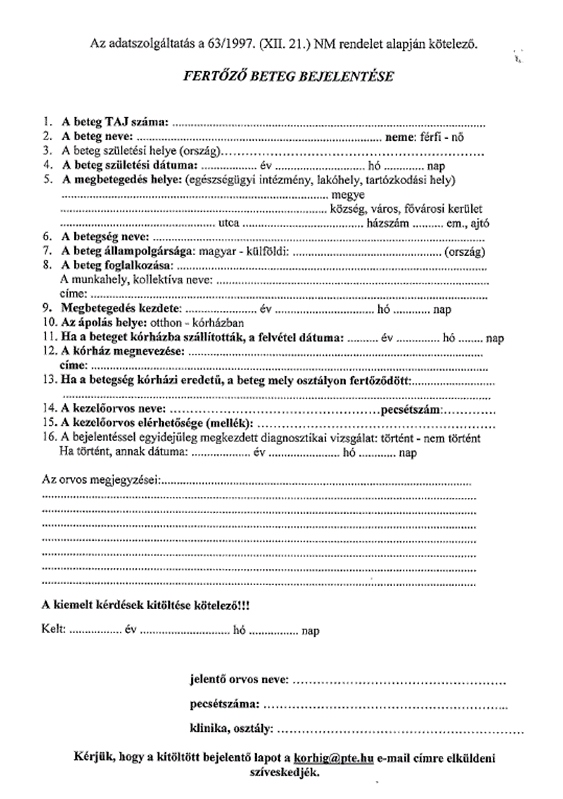 Az adatszolgáltatás a 63/1997. (XII. 21.) NM rendelet alapján kötelező.
FERTŐZŐ BETEG BEJELENTÉSE
1. A beteg TAJ száma: ..........
2. A beteg neve: .......... neme: férfi - nő
3. A beteg születési helye (ország)..........
4. A beteg születési dátuma: .......... év .......... hó .......... nap
5. A megbetegedés helye: (egészségügyi intézmény, lakóhely, tartózkodási hely)
.......... megye
.......... község, város, fővárosi kerület
.......... utca .......... házszám .......... em., ajtó
6. A betegség neve: ..........
7. A beteg állampolgársága: magyar - külföldi: .......... (ország)
8. A beteg foglalkozása: ..........
A munkahely, kollektíva neve: ..........
címe: ..........
9. Megbetegedés kezdete: .......... év .......... hó .......... nap
10. Az ápolás helye: otthon - kórházban
11. Ha a beteget kórházba szállították, a felvétel dátuma: .......... év .......... hó ........ nap
12. A kórház megnevezése: ..........
címe: ..........
13. Ha a betegség kórházi eredetű, a beteg mely osztályon fertőződött:..........
..........
14. A kezelőorvos neve: ..........pecsétszám:..........
15. A kezelőorvos elérhetősége (mellék): ..........
16. A bejelentéssel egyidejűleg megkezdett diagnosztikai vizsgálat: történt - nem történt
Ha történt, annak dátuma: .......... év .......... hó .......... nap
Az orvos megjegyzései:..........
..........
..........
..........
..........
..........
..........
..........
A kiemelt kérdések kitöltése kötelező!!!
Kelt: .......... év .......... hó .......... nap
jelentő orvos neve: ..........
pecsétszáma: ..........
klinika, osztály: ..........
Kérjük, hogy a kitöltött bejelentő lapot a korhig@pte.hu e-mail címre elküldeni
szíveskedjék.